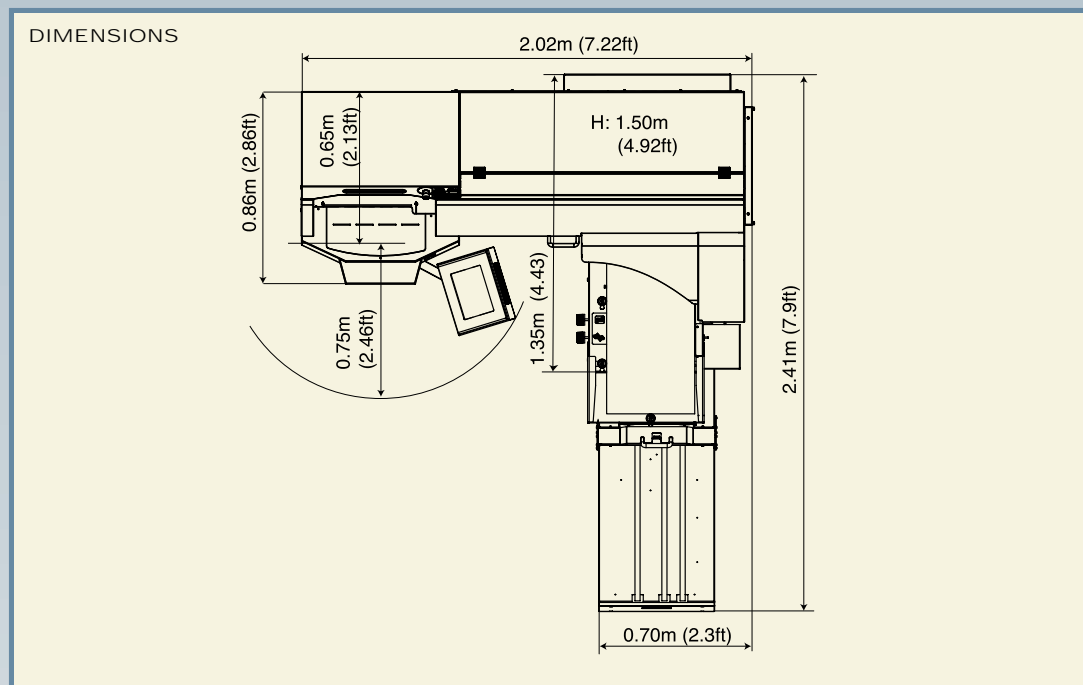 DIMENSIONS
2.02m (7.22ft)
0.86m (2.86ft)
0.65m
(2.13ft)
H: 1.50m
(4.92ft)
0.75m
(2.46ft)
1.35m (4.43)
2.41m (7.9ft)
0.70m (2.3ft)